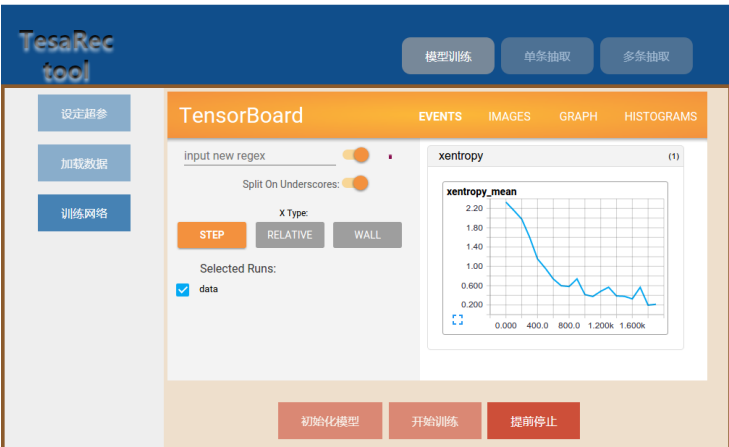 TesaRec
tool
模型训练 单条抽取 多条抽取
设定超参
加载数据
训练网络
TensorBoard EVENTS IMAGES GRAPH HISTOGRAMS
input new regex
Split On Underscores:
X Type:
STEP RELATIVE WALL
Selected Runs:
data
xentropy (1)
xentropy_mean
2.20
1.80
1.40
1.00
0.600
0.200
0.000 400.0 800.0 1.200k 1.600k
初始化模型 开始训练 提前停止